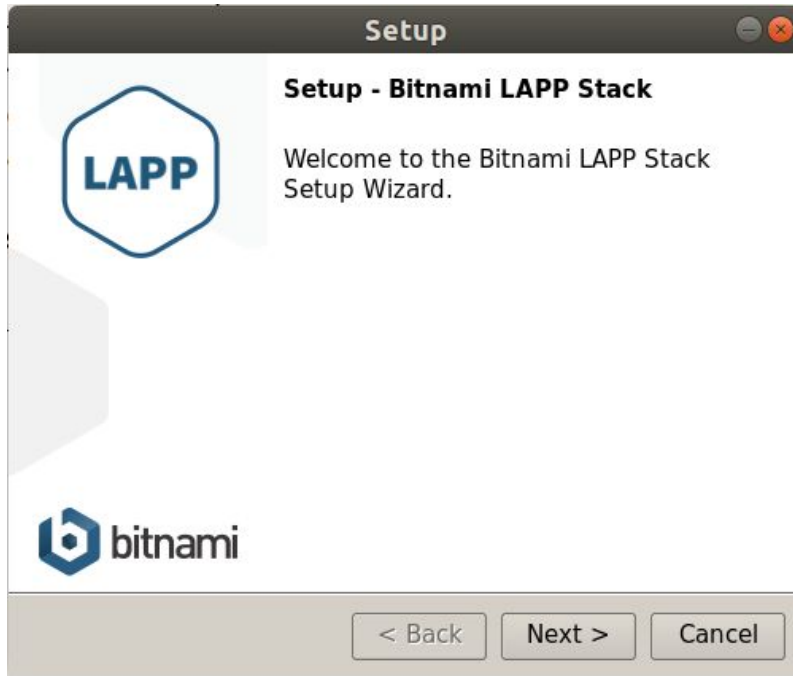 Setup
Setup - Bitnami LAPP Stack
LAPP
Welcome to the Bitnami LAPP Stack
Setup Wizard.
bitnami
< Back
Next >
Cancel